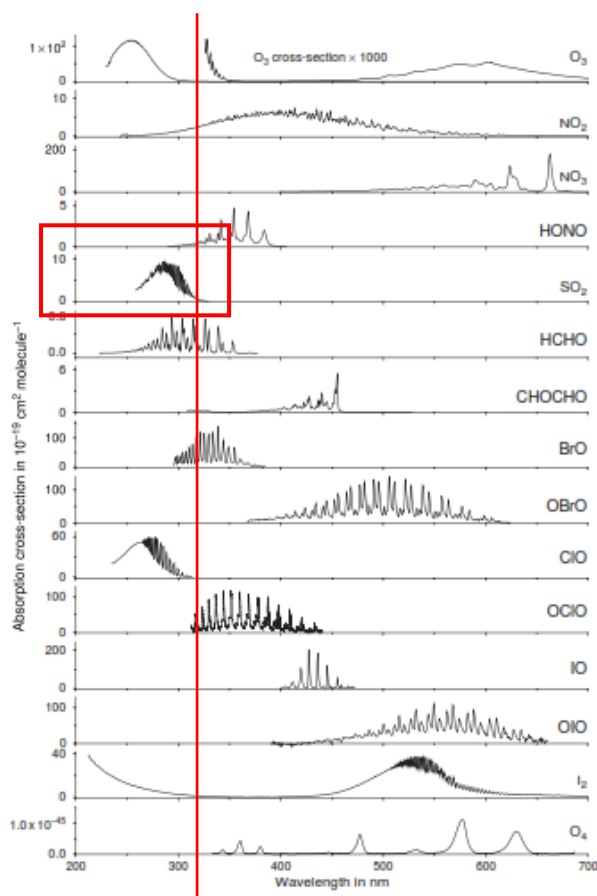 1×10²
O₃ cross-section × 1000
O₃
0
10
NO₂
0
200
NO₃
0
5
HONO
0
10
SO₂
0
HCHO
0.0
6
CHOCHO
0
100
BrO
0
100
OBrO
0
60
ClO
0
100
OClO
0
200
IO
0
100
OIO
0
40
I₂
0
1.0 x 10⁻⁴⁵
O₄
0.0
200 300 400 500 600 700
Wavelength in nm
Absorption cross-section in 10⁻¹⁹ cm² molecule⁻¹